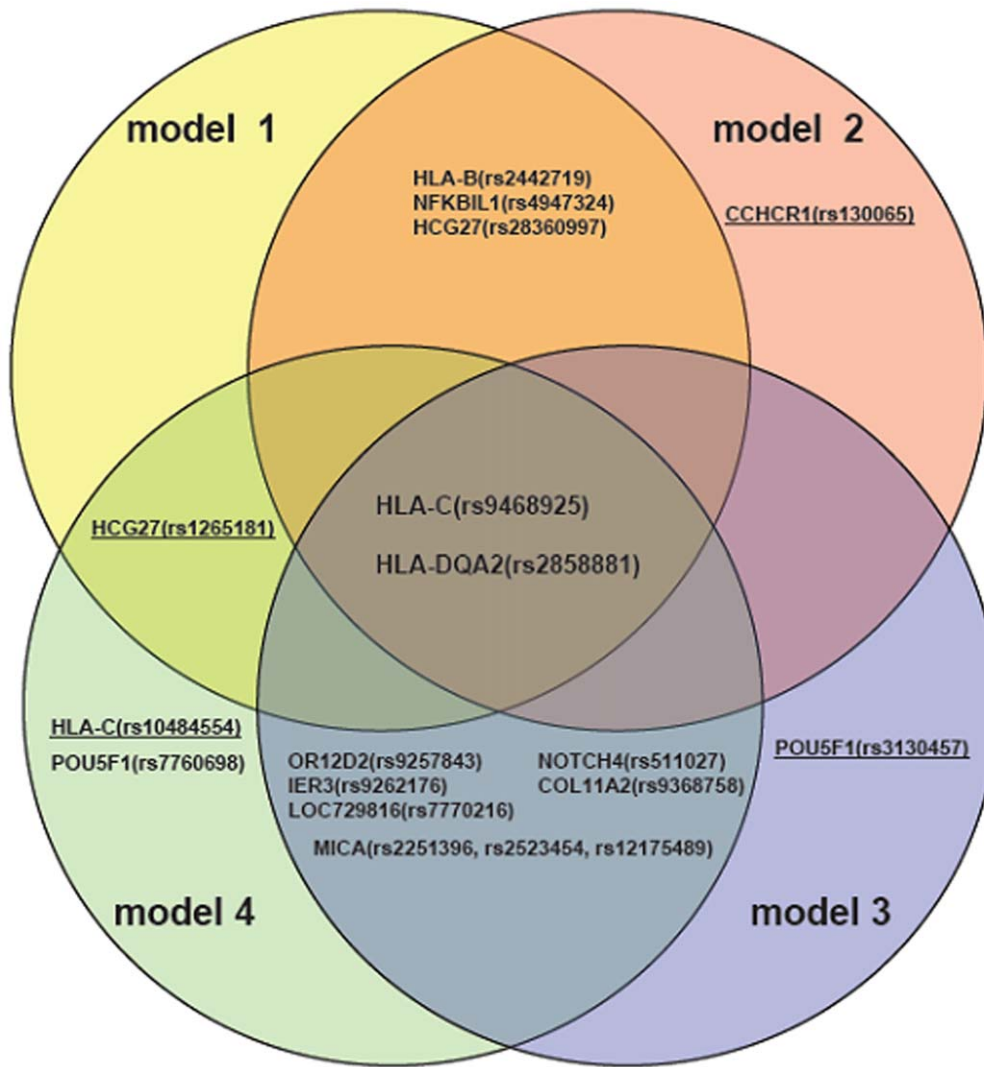 model 1
model 2
HLA-B(rs2442719)
NFKBIL1(rs4947324)
HCG27(rs28360997)
CCHCR1(rs130065)
HLA-C(rs9468925)
HCG27(rs1265181)
HLA-DQA2(rs2858881)
HLA-C(rs10484554)
POU5F1(rs7760698)
OR12D2(rs9257843)
IER3(rs9262176)
LOC729816(rs7770216)
NOTCH4(rs511027)
COL11A2(rs9368758)
MICA(rs2251396, rs2523454, rs12175489)
POU5F1(rs3130457)
model 4
model 3